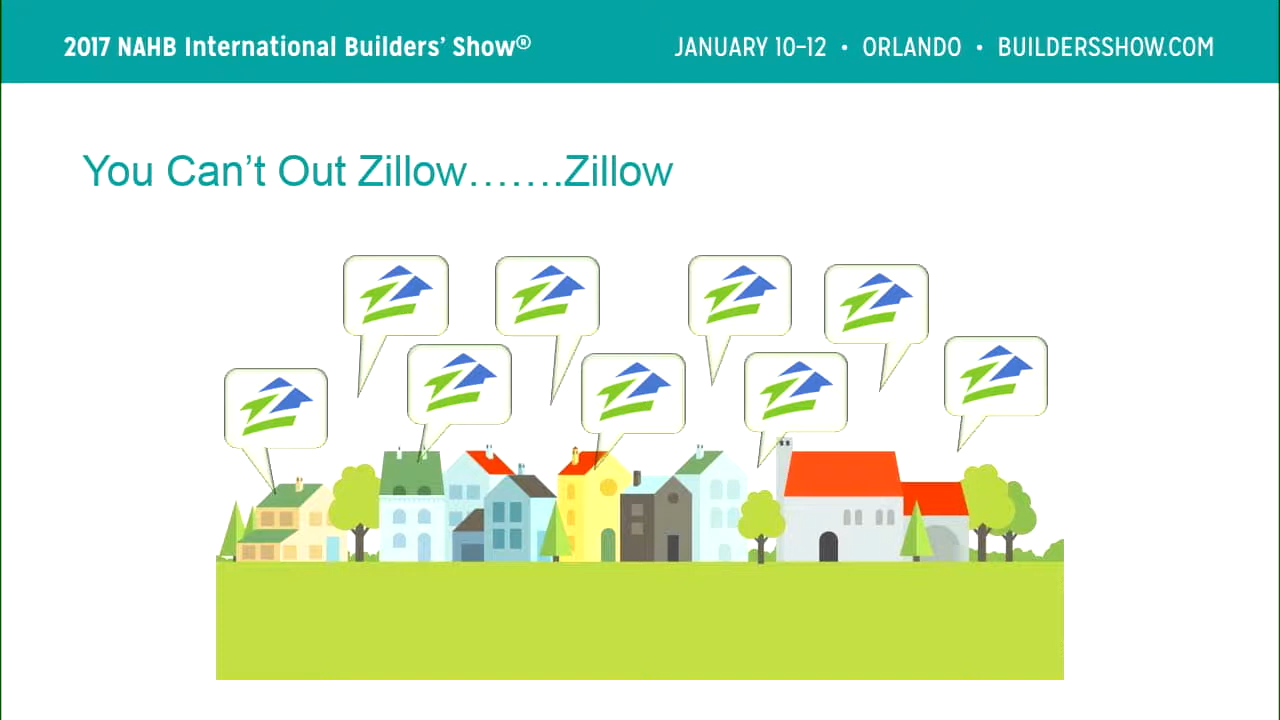 2017 NAHB International Builders’ Show®
JANUARY 10–12 • ORLANDO • BUILDERSSHOW.COM
You Can’t Out Zillow…….Zillow